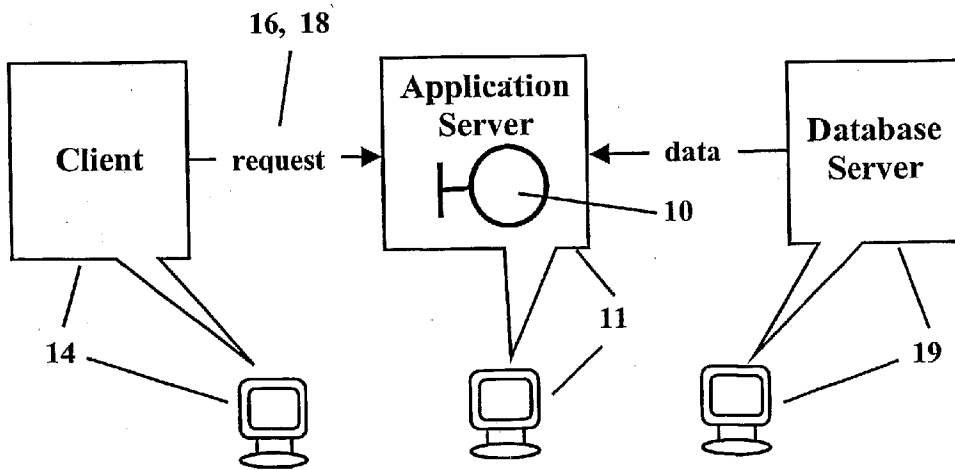 16, 18
Client
request
Application
Server
data
Database
Server
10
14
11
19